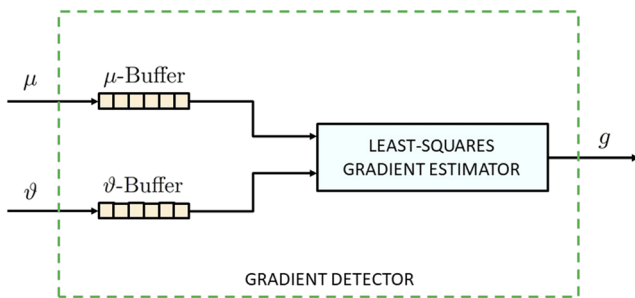 μ
μ-Buffer
LEAST-SQUARES
GRADIENT ESTIMATOR
g
ϑ
ϑ-Buffer
GRADIENT DETECTOR